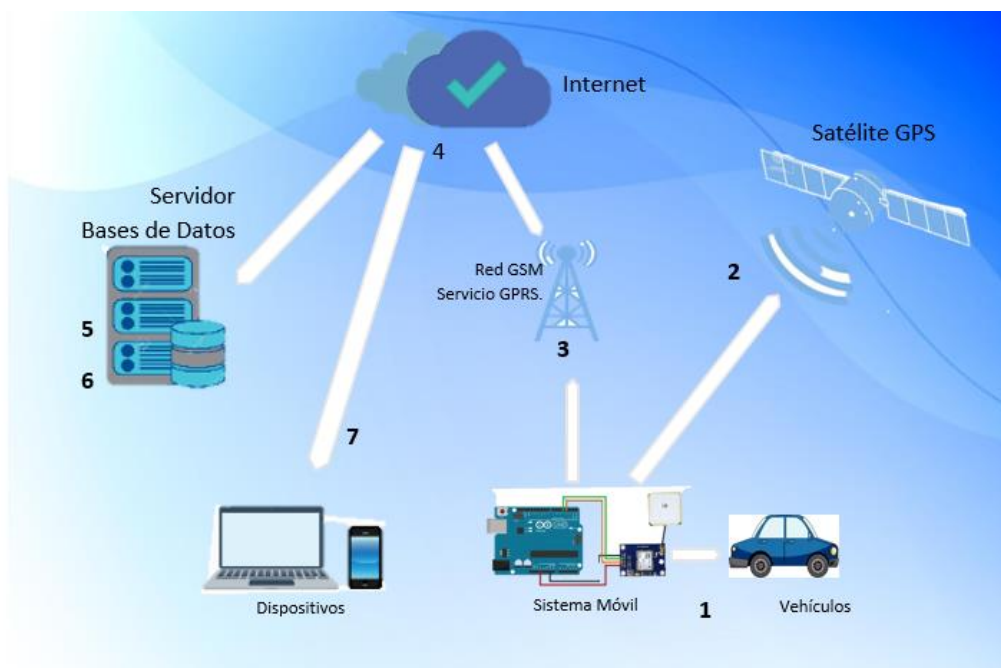 Internet
Satélite GPS
4
Servidor
Bases de Datos
2
Red GSM
Servicio GPRS.
5
3
6
7
Dispositivos
Sistema Móvil
1
Vehículos